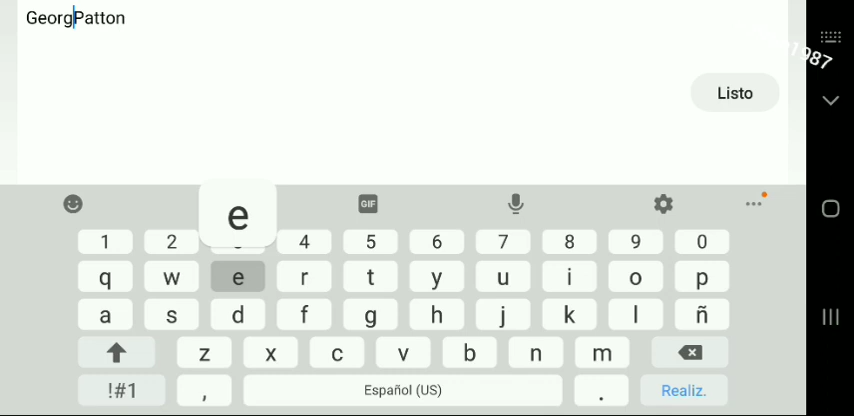 GeorgPatton
Listo
e
GIF
1 2 4 5 6 7 8 9 0
q w e r t y u i o p
a s d f g h j k l ñ
z x c v b n m
!#1 , Español (US) . Realiz.